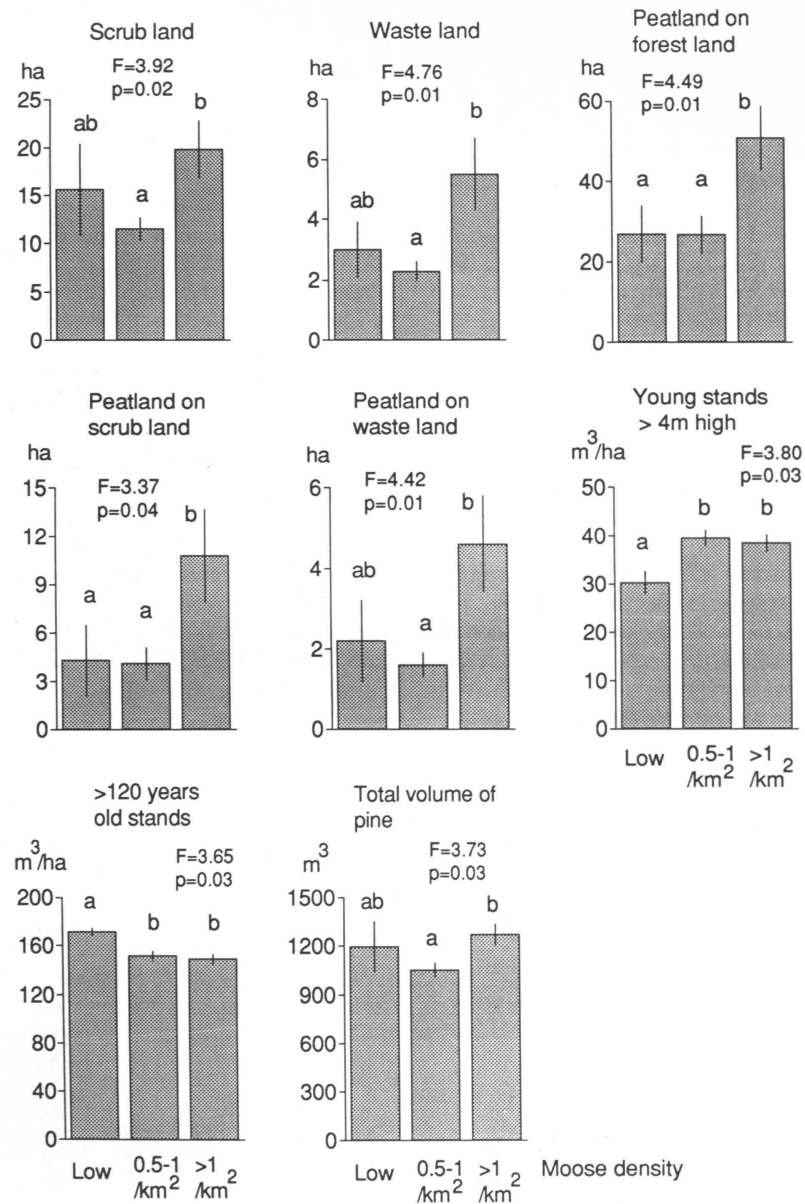 Scrub land
ha
F=3.92
p=0.02
25
20
15
10
5
0
ab
a
b
Waste land
ha
F=4.76
p=0.01
8
6
4
2
0
ab
a
b
Peatland on
forest land
ha
F=4.49
p=0.01
60
40
20
0
a
a
b
Peatland on
scrub land
ha
F=3.37
p=0.04
15
12
9
6
3
0
a
a
b
Peatland on
waste land
ha
F=4.42
p=0.01
6
4
2
0
ab
a
b
Young stands
> 4m high
m³/ha
F=3.80
p=0.03
50
40
30
20
10
0
a
b
b
Low 0.5-1 >1
/km² /km²
>120 years
old stands
m³/ha
F=3.65
p=0.03
200
160
120
80
40
0
a
b
b
Low 0.5-1 >1
/km² /km²
Total volume of
pine
m³
F=3.73
p=0.03
1500
1200
900
600
300
0
ab
a
b
Low 0.5-1 >1
/km² /km²
Moose density